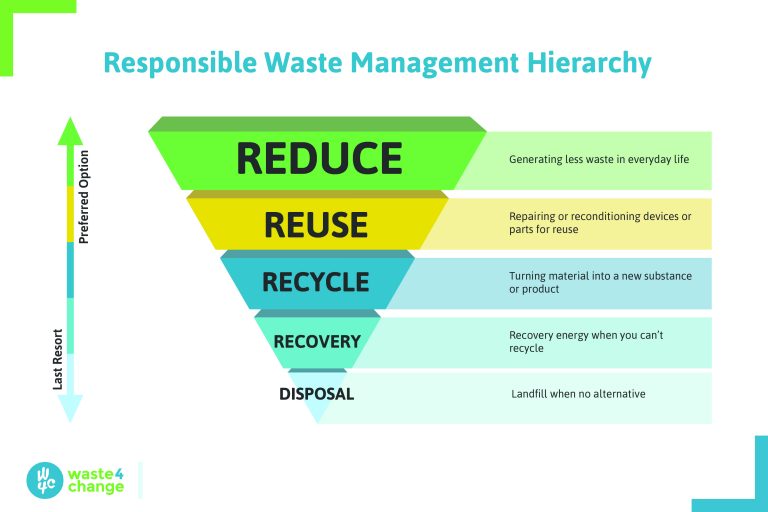 Responsible Waste Management Hierarchy
Preferred Option
Last Resort
REDUCE
Generating less waste in everyday life
REUSE
Repairing or reconditioning devices or
parts for reuse
RECYCLE
Turning material into a new substance
or product
RECOVERY
Recovery energy when you can't
recycle
DISPOSAL
Landfill when no alternative
W4C
waste4
change